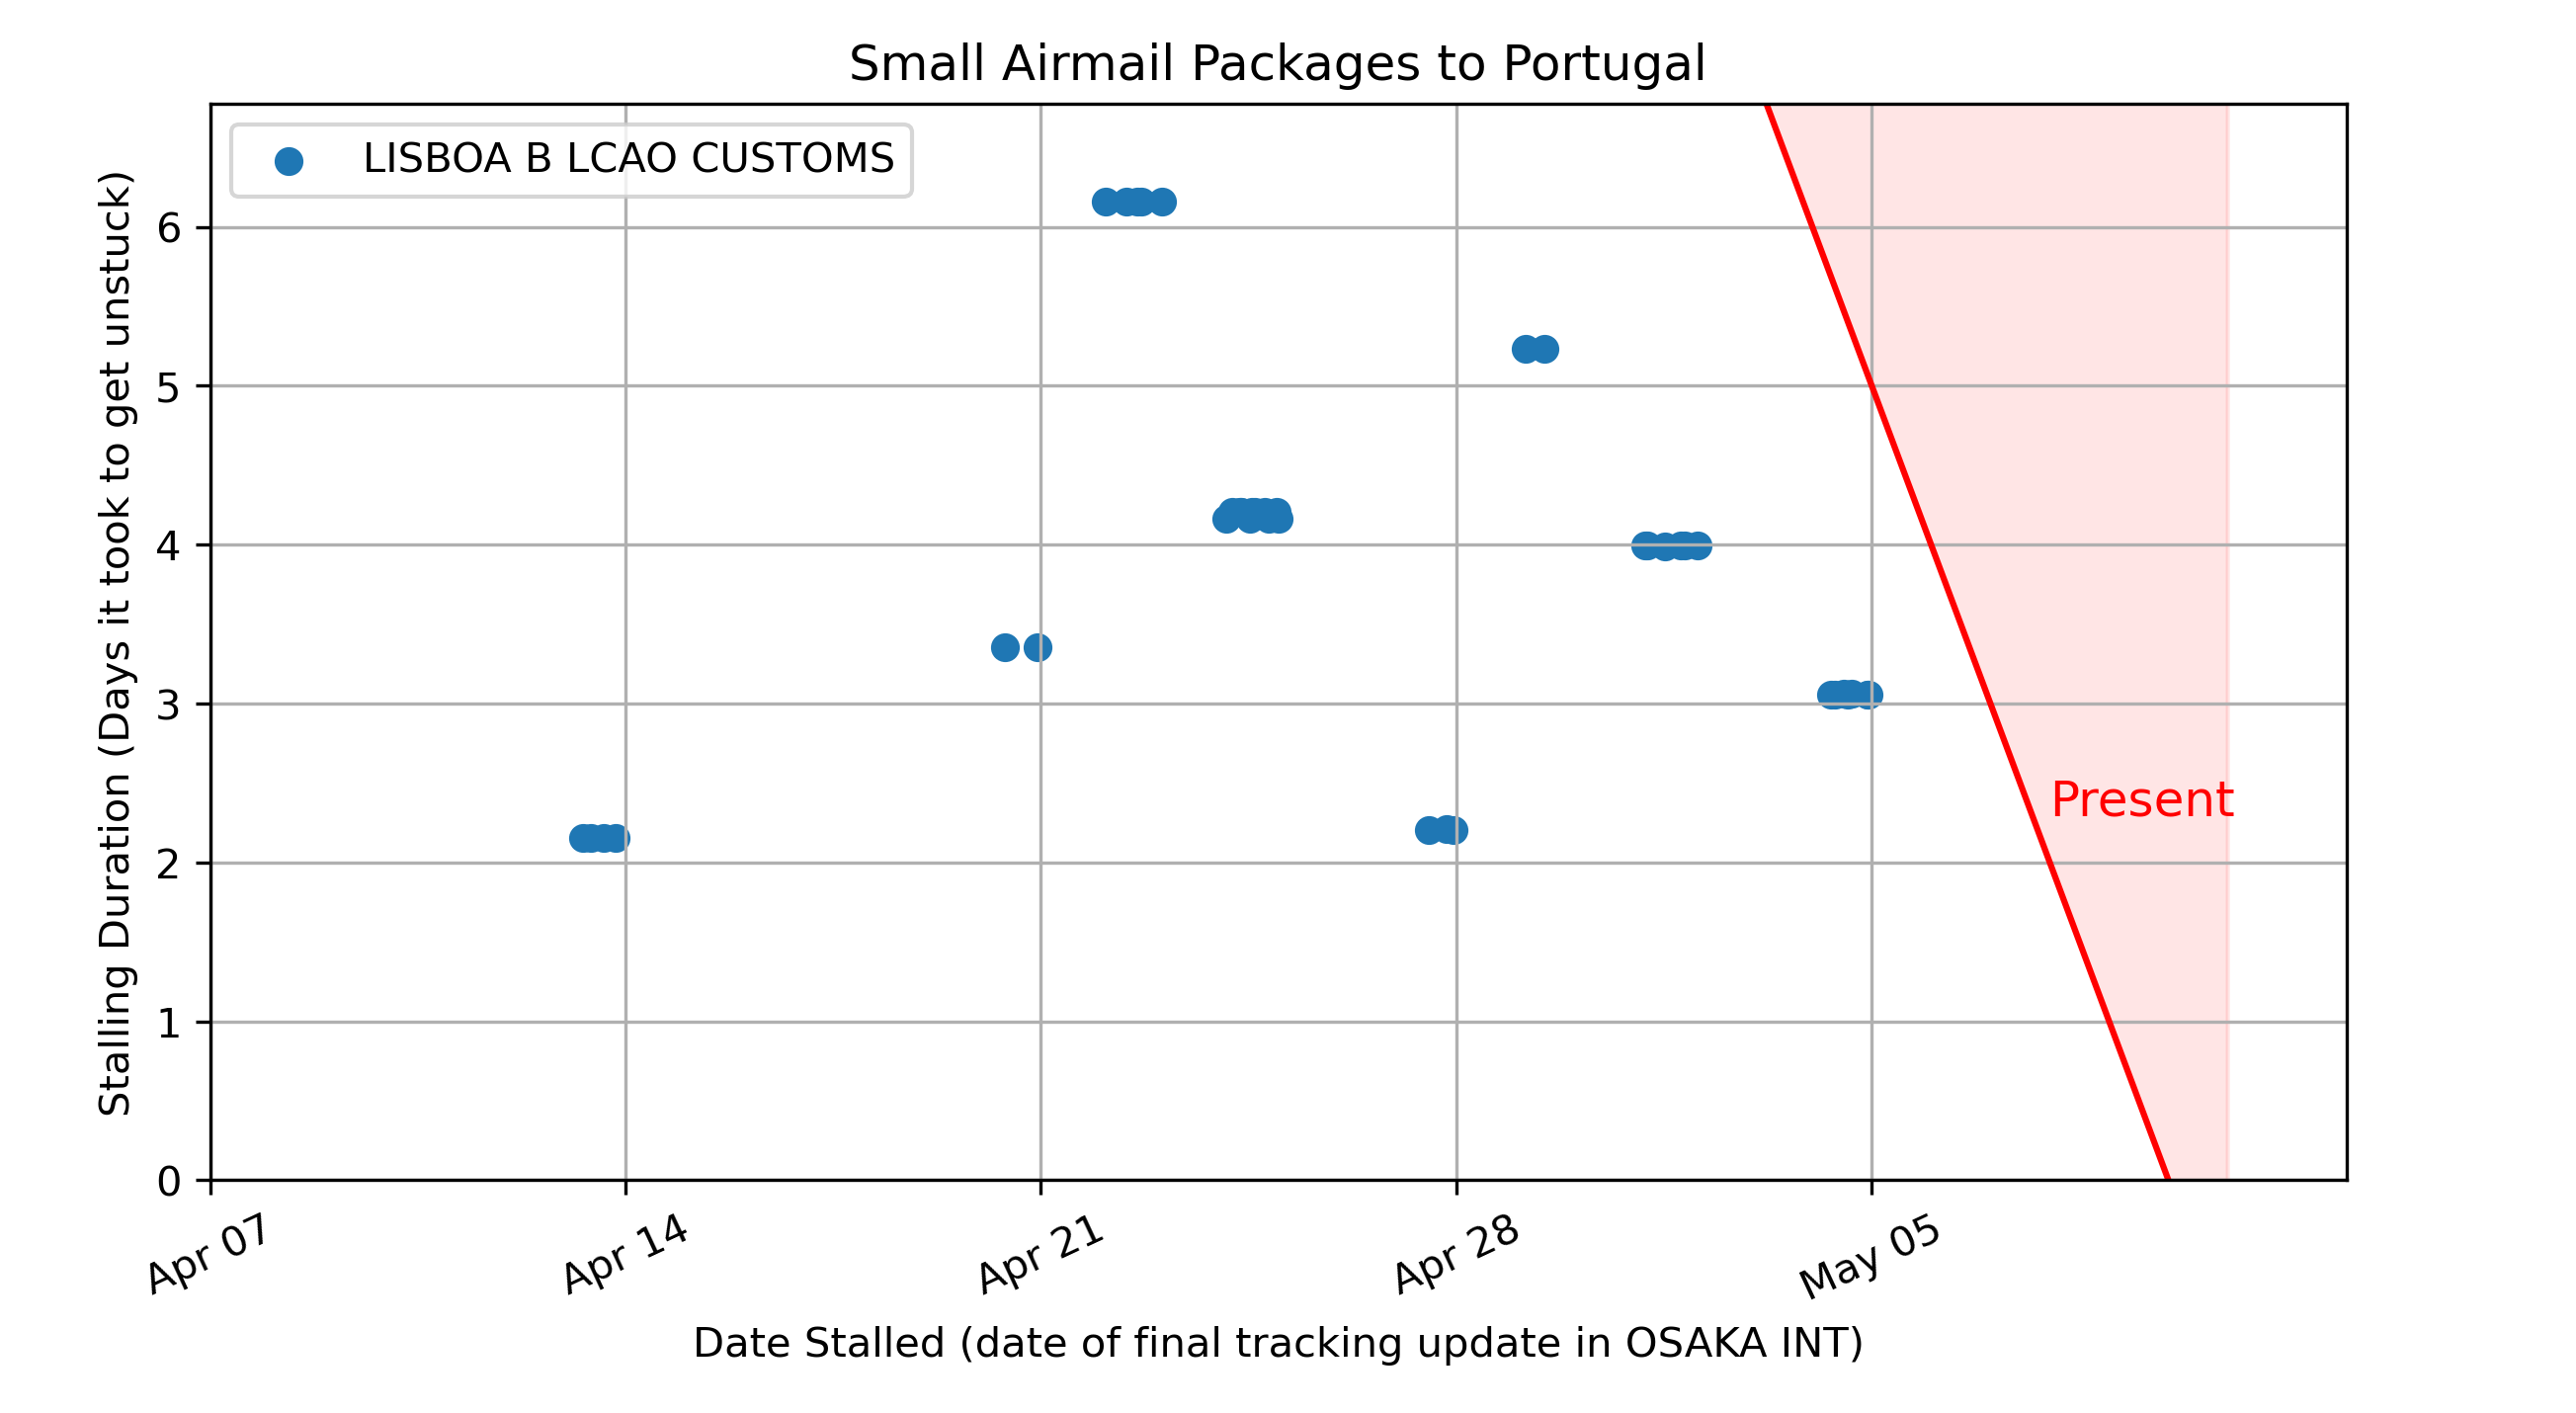 Small Airmail Packages to Portugal
LISBOA B LCAO CUSTOMS
Stalling Duration (Days it took to get unstuck)
6
5
4
3
2
1
0
Present
Apr 07
Apr 14
Apr 21
Apr 28
May 05
Date Stalled (date of final tracking update in OSAKA INT)